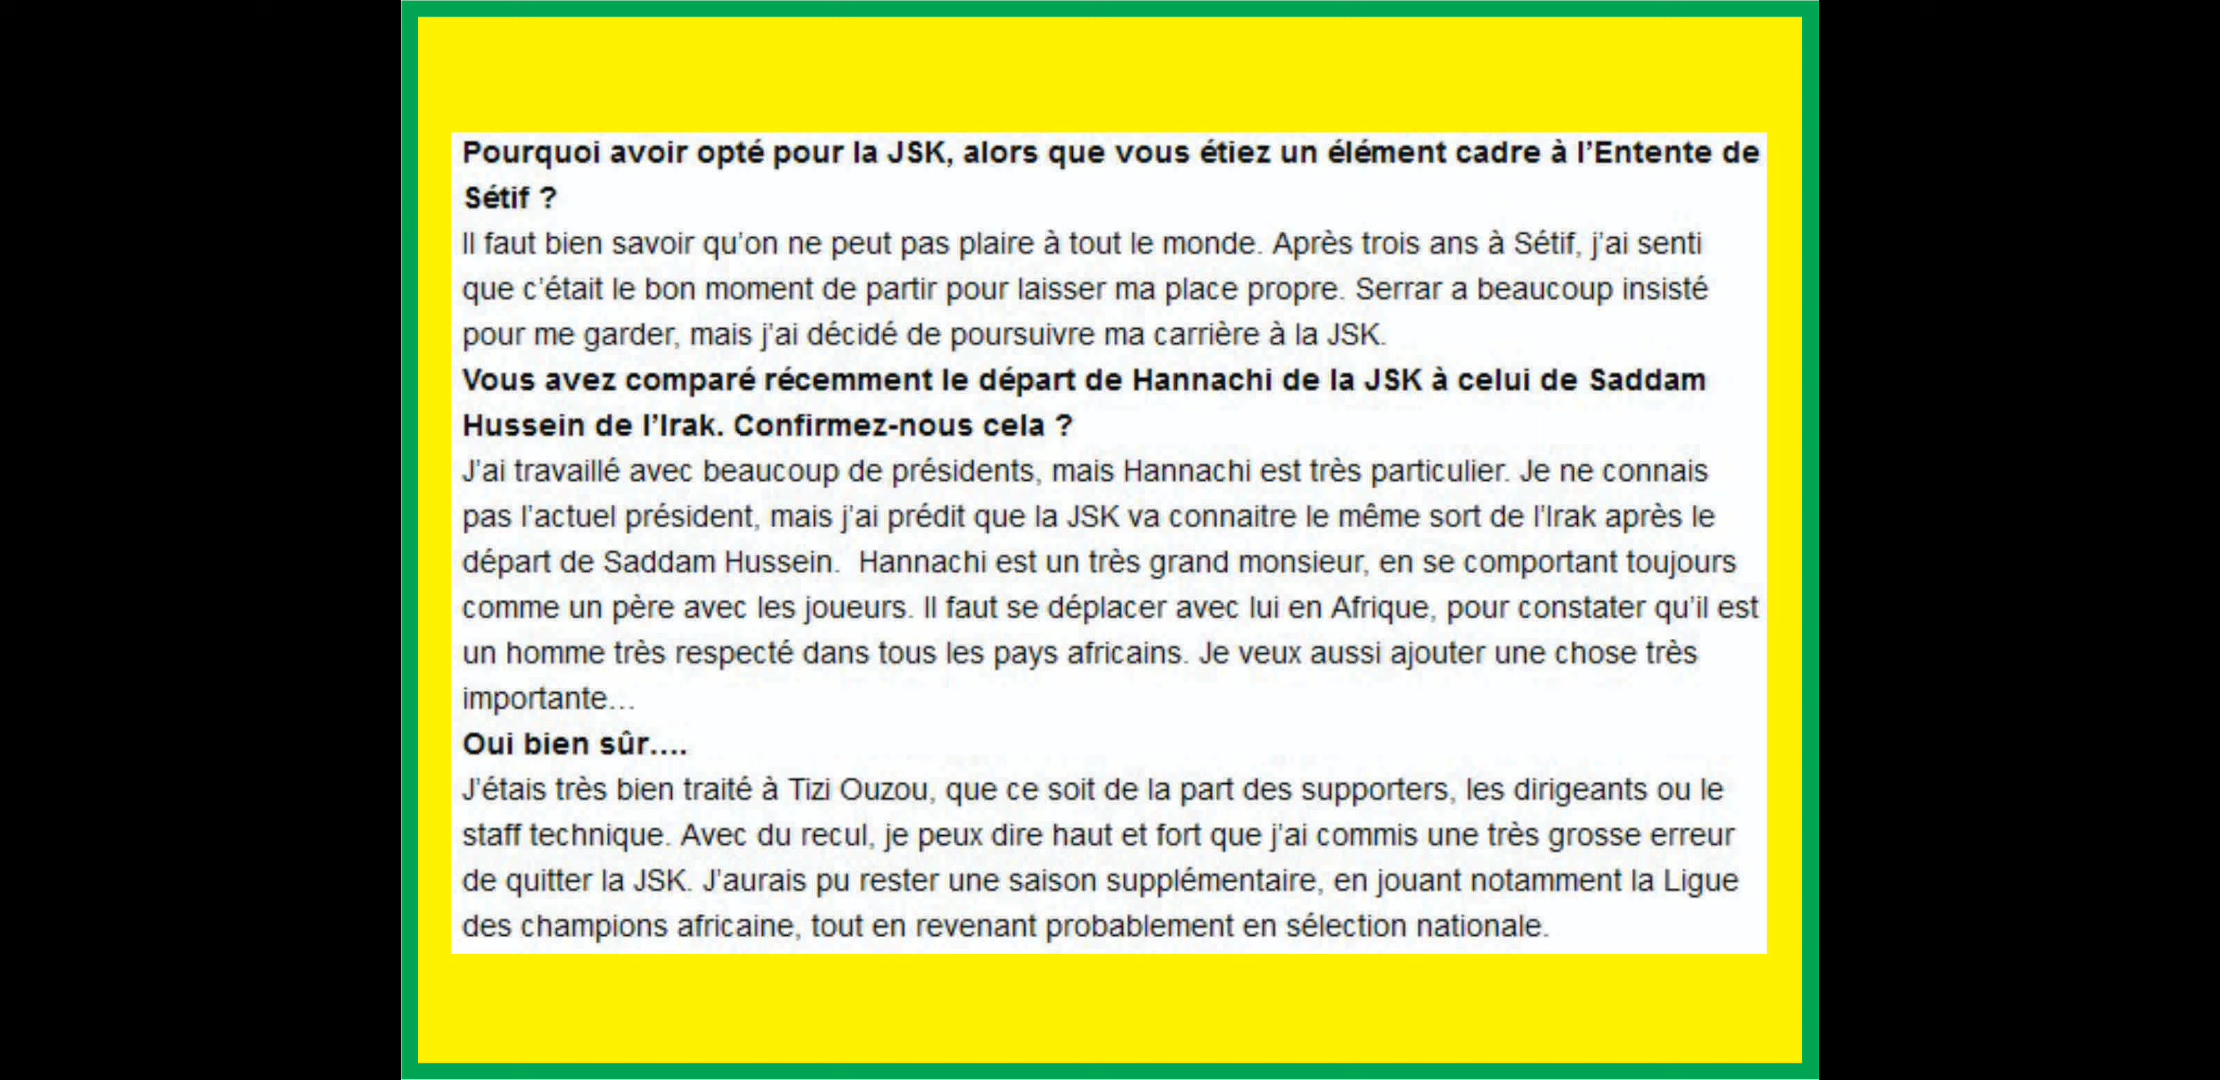 Pourquoi avoir opté pour la JSK, alors que vous étiez un élément cadre à l’Entente de
Sétif ?
Il faut bien savoir qu’on ne peut pas plaire à tout le monde. Après trois ans à Sétif, j’ai senti
que c’était le bon moment de partir pour laisser ma place propre. Serrar a beaucoup insisté
pour me garder, mais j’ai décidé de poursuivre ma carrière à la JSK.
Vous avez comparé récemment le départ de Hannachi de la JSK à celui de Saddam
Hussein de l’Irak. Confirmez-nous cela ?
J’ai travaillé avec beaucoup de présidents, mais Hannachi est très particulier. Je ne connais
pas l’actuel président, mais j’ai prédit que la JSK va connaitre le même sort de l’Irak après le
départ de Saddam Hussein.  Hannachi est un très grand monsieur, en se comportant toujours
comme un père avec les joueurs. Il faut se déplacer avec lui en Afrique, pour constater qu’il est
un homme très respecté dans tous les pays africains. Je veux aussi ajouter une chose très
importante…
Oui bien sûr….
J’étais très bien traité à Tizi Ouzou, que ce soit de la part des supporters, les dirigeants ou le
staff technique. Avec du recul, je peux dire haut et fort que j’ai commis une très grosse erreur
de quitter la JSK. J’aurais pu rester une saison supplémentaire, en jouant notamment la Ligue
des champions africaine, tout en revenant probablement en sélection nationale.